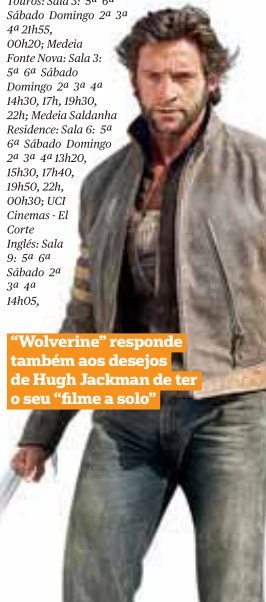 Touros: Sala 3: 5ª 6ª
Sábado Domingo 2ª 3ª
4ª 21h55,
00h20; Medeia
Fonte Nova: Sala 3:
5ª 6ª Sábado
Domingo 2ª 3ª 4ª
14h30, 17h, 19h30,
22h; Medeia Saldanha
Residence: Sala 6: 5ª
6ª Sábado Domingo
2ª 3ª 4ª 13h20,
15h30, 17h40,
19h50, 22h,
00h30; UCI
Cinemas - El
Corte
Inglés: Sala
9: 5ª 6ª
Sábado 2ª
3ª 4ª
14h05,
“Wolverine” responde
também aos desejos
de Hugh Jackman de ter
o seu “filme a solo”